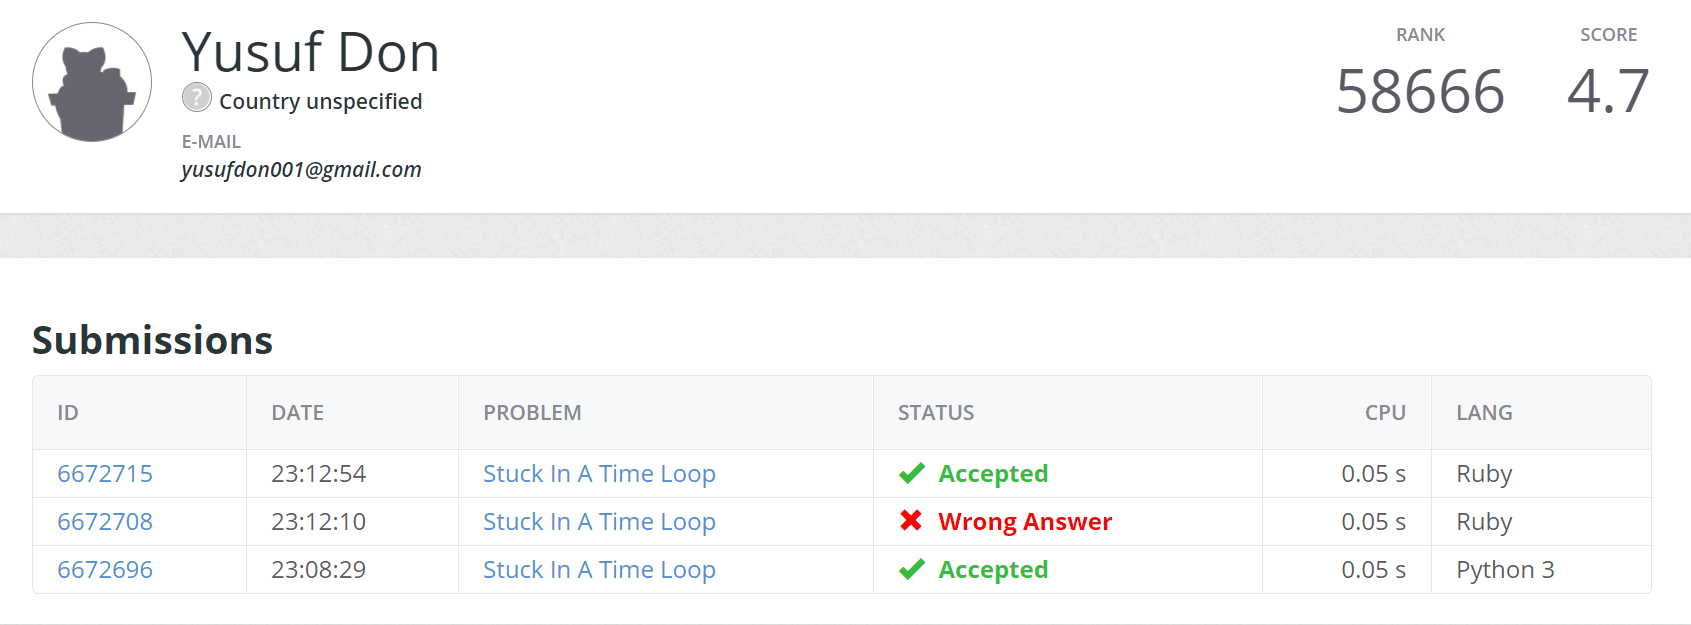 Yusuf Don
? Country unspecified
E-MAIL
yusufdon001@gmail.com
RANK SCORE
58666 4.7
Submissions
ID DATE PROBLEM STATUS CPU LANG
6672715 23:12:54 Stuck In A Time Loop Accepted 0.05 s Ruby
6672708 23:12:10 Stuck In A Time Loop Wrong Answer 0.05 s Ruby
6672696 23:08:29 Stuck In A Time Loop Accepted 0.05 s Python 3